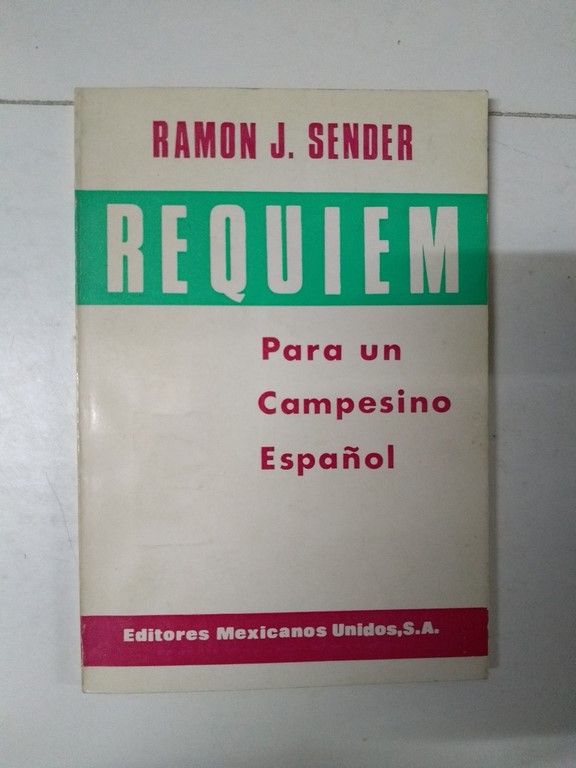 RAMON J. SENDER
REQUIEM
Para un
Campesino
Español
Editores Mexicanos Unidos,S.A.